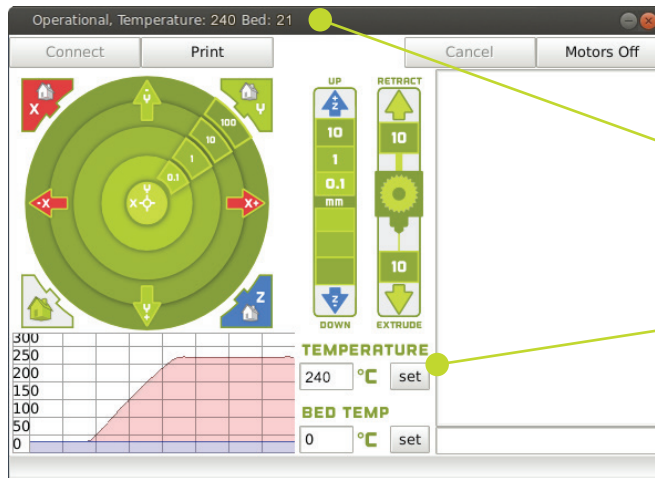 Operational, Temperature: 240 Bed: 21
Connect
Print
Cancel
Motors Off
X
Y
-Y
100
10
1
0.1
-X
X+
Y
X
Z
Y+
UP
+Z
10
1
0.1
mm
Z-
DOWN
RETRACT
10
10
EXTRUDE
300
250
200
150
100
50
0
TEMPERATURE
240 °C set
BED TEMP
0 °C set